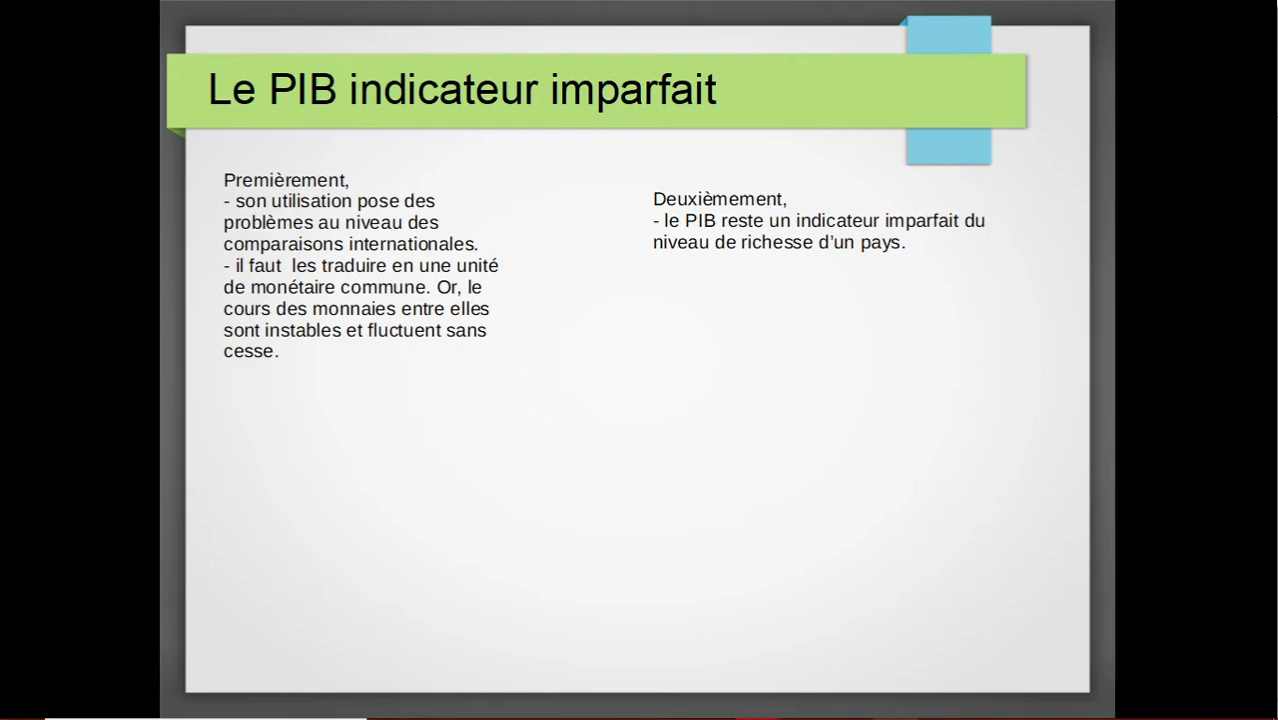 Le PIB indicateur imparfait
Premièrement,
- son utilisation pose des
problèmes au niveau des
comparaisons internationales.
- il faut  les traduire en une unité
de monétaire commune. Or, le
cours des monnaies entre elles
sont instables et fluctuent sans
cesse.
Deuxièmement,
- le PIB reste un indicateur imparfait du
niveau de richesse d’un pays.